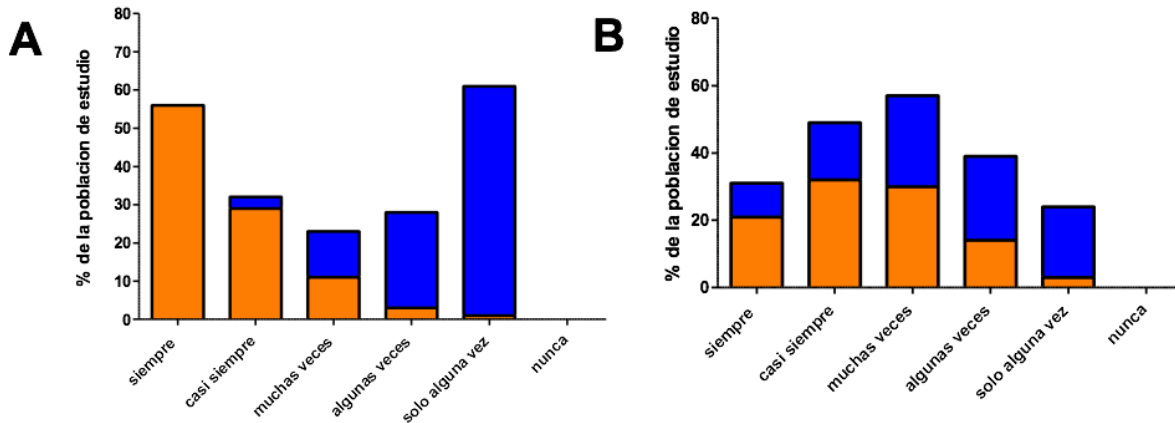 A
% de la poblacion de estudio
80
70
60
50
40
30
20
10
0
siempre
casi siempre
muchas veces
algunas veces
solo alguna vez
nunca
B
% de la poblacion de estudio
80
60
40
20
0
siempre
casi siempre
muchas veces
algunas veces
solo alguna vez
nunca